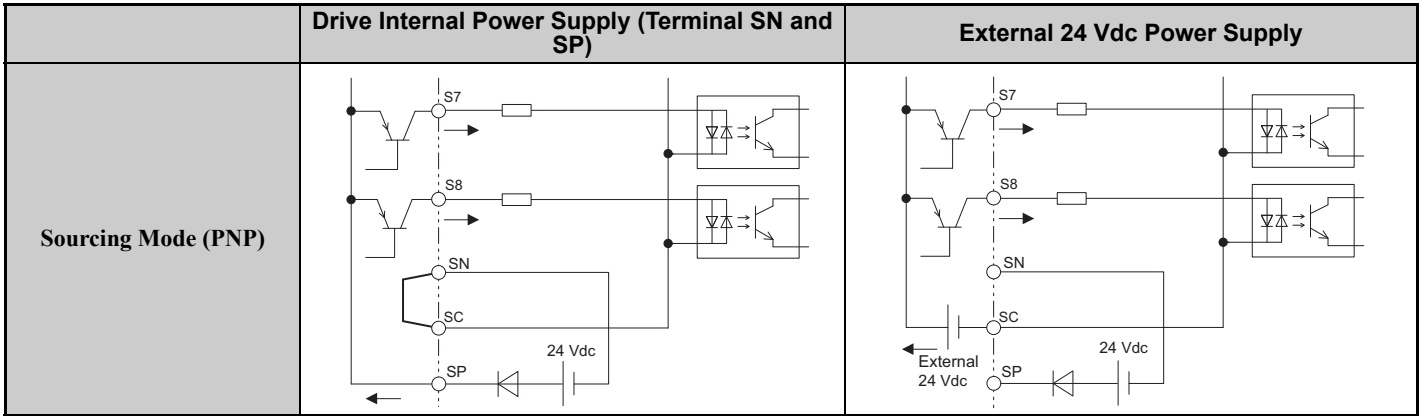 Drive Internal Power Supply (Terminal SN and
SP)
External 24 Vdc Power Supply
Sourcing Mode (PNP)
S7
S8
SN
SC
24 Vdc
SP
S7
S8
SN
SC
External
24 Vdc
24 Vdc
SP